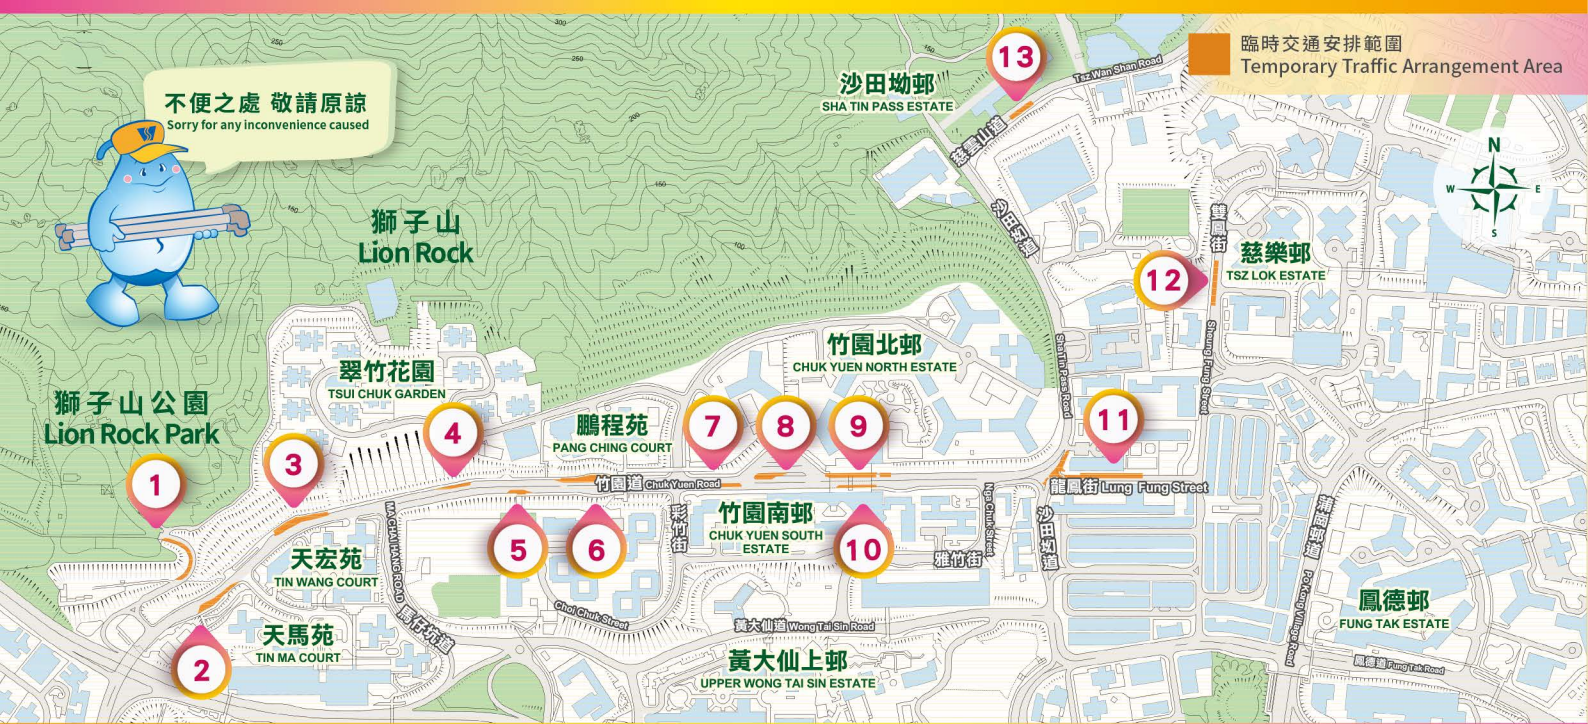 臨時交通安排範圍
Temporary Traffic Arrangement Area
不便之處 敬請原諒
Sorry for any inconvenience caused
300
250
250
200
150
150
150
100
N
W
E
S
13
沙田坳邨
SHA TIN PASS ESTATE
Tsz Wan Shan Road
慈雲山道
沙田坳道
雙鳳街
慈樂邨
TSZ LOK ESTATE
12
獅子山
Lion Rock
獅子山公園
Lion Rock Park
翠竹花園
TSUI CHUK GARDEN
竹園北邨
CHUK YUEN NORTH ESTATE
Sha Tin Pass Road
Sheung Fung Street
鵬程苑
PANG CHING COURT
1
3
4
7
8
9
11
竹園道 Chuk Yuen Road
龍鳳街 Lung Fung Street
天宏苑
TIN WANG COURT
MA CHAI HANG ROAD
馬仔坑道
5
6
彩竹街
竹園南邨
CHUK YUEN SOUTH
ESTATE
10
雅竹街
Nga Chuk Street
沙田坳道
蒲崗村道
Po Kong Village Road
鳳德邨
FUNG TAK ESTATE
Choi Chuk Street
黃大仙道 Wong Tai Sin Road
天馬苑
TIN MA COURT
2
黃大仙上邨
UPPER WONG TAI SIN ESTATE
鳳德道 Fung Tak Road